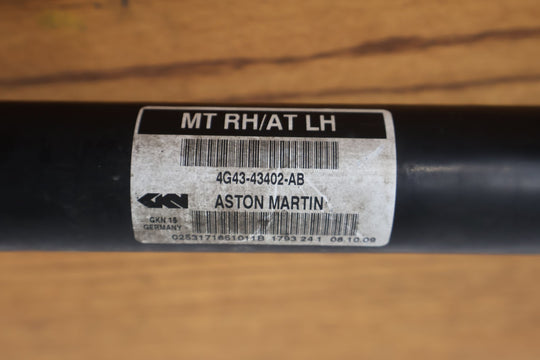 MT RH/AT LH
4G43-43402-AB
GKN ASTON MARTIN
GKN 15
GERMANY
0253171651011B 1793 24 1 08.10.09